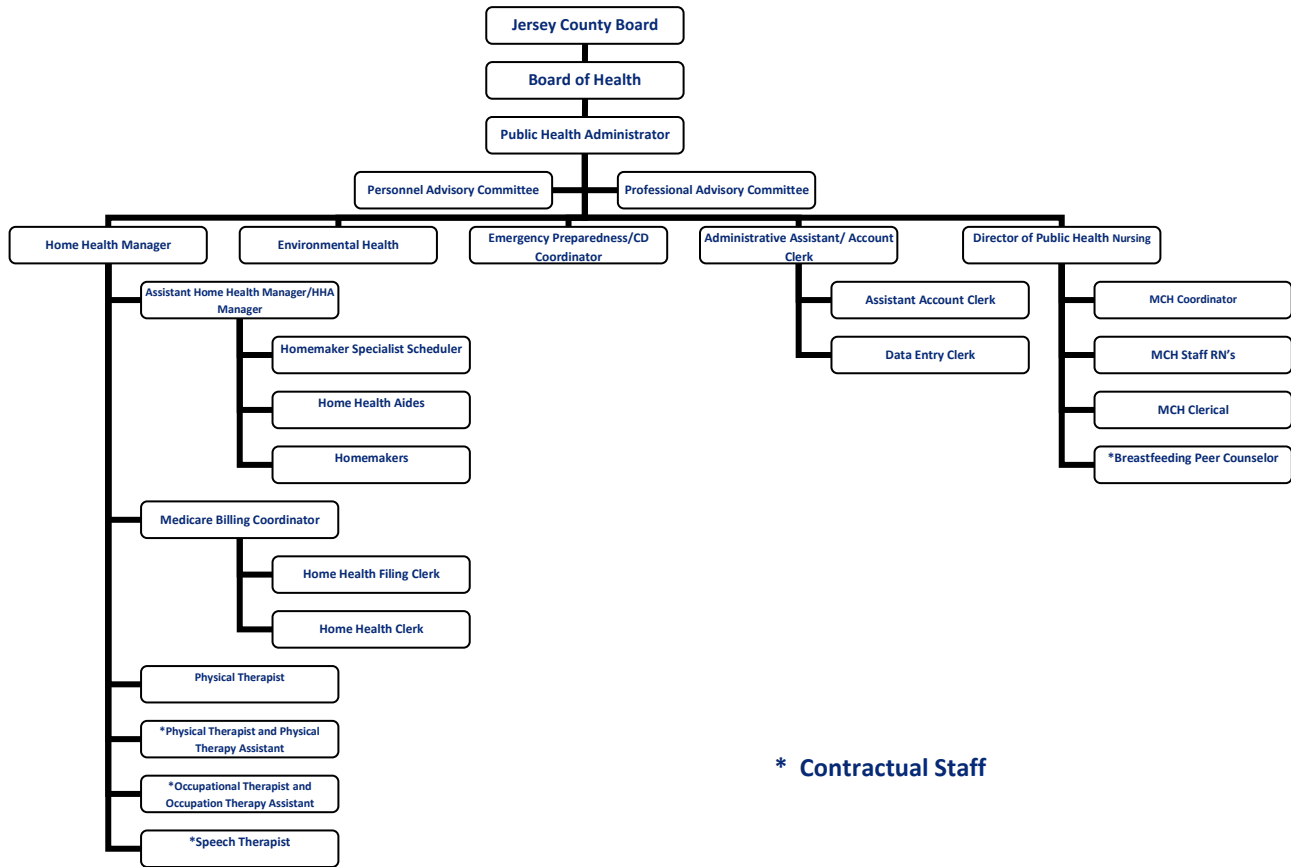 Jersey County Board
Board of Health
Public Health Administrator
Personnel Advisory Committee
Professional Advisory Committee
Home Health Manager
Environmental Health
Emergency Preparedness/CD
Coordinator
Administrative Assistant/ Account
Clerk
Director of Public Health Nursing
Assistant Home Health Manager/HHA
Manager
Homemaker Specialist Scheduler
Home Health Aides
Homemakers
Medicare Billing Coordinator
Home Health Filing Clerk
Home Health Clerk
Physical Therapist
*Physical Therapist and Physical
Therapy Assistant
*Occupational Therapist and
Occupation Therapy Assistant
*Speech Therapist
Assistant Account Clerk
Data Entry Clerk
MCH Coordinator
MCH Staff RN’s
MCH Clerical
*Breastfeeding Peer Counselor
* Contractual Staff